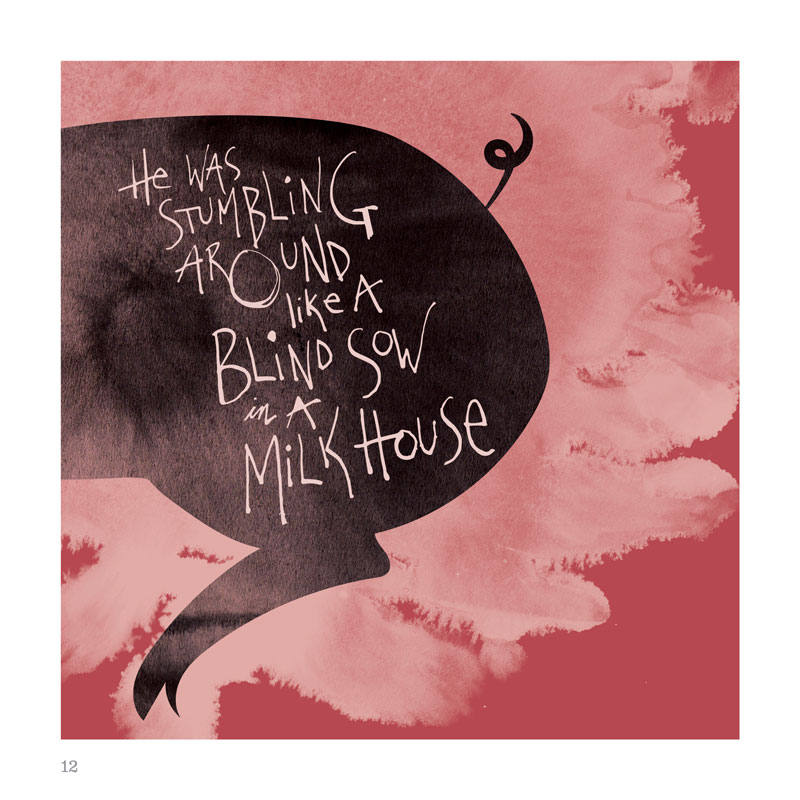 He WAS
STUMBLiNG
AROUND
like A
BLiND SOW
in A
MiLK HOUSe
12